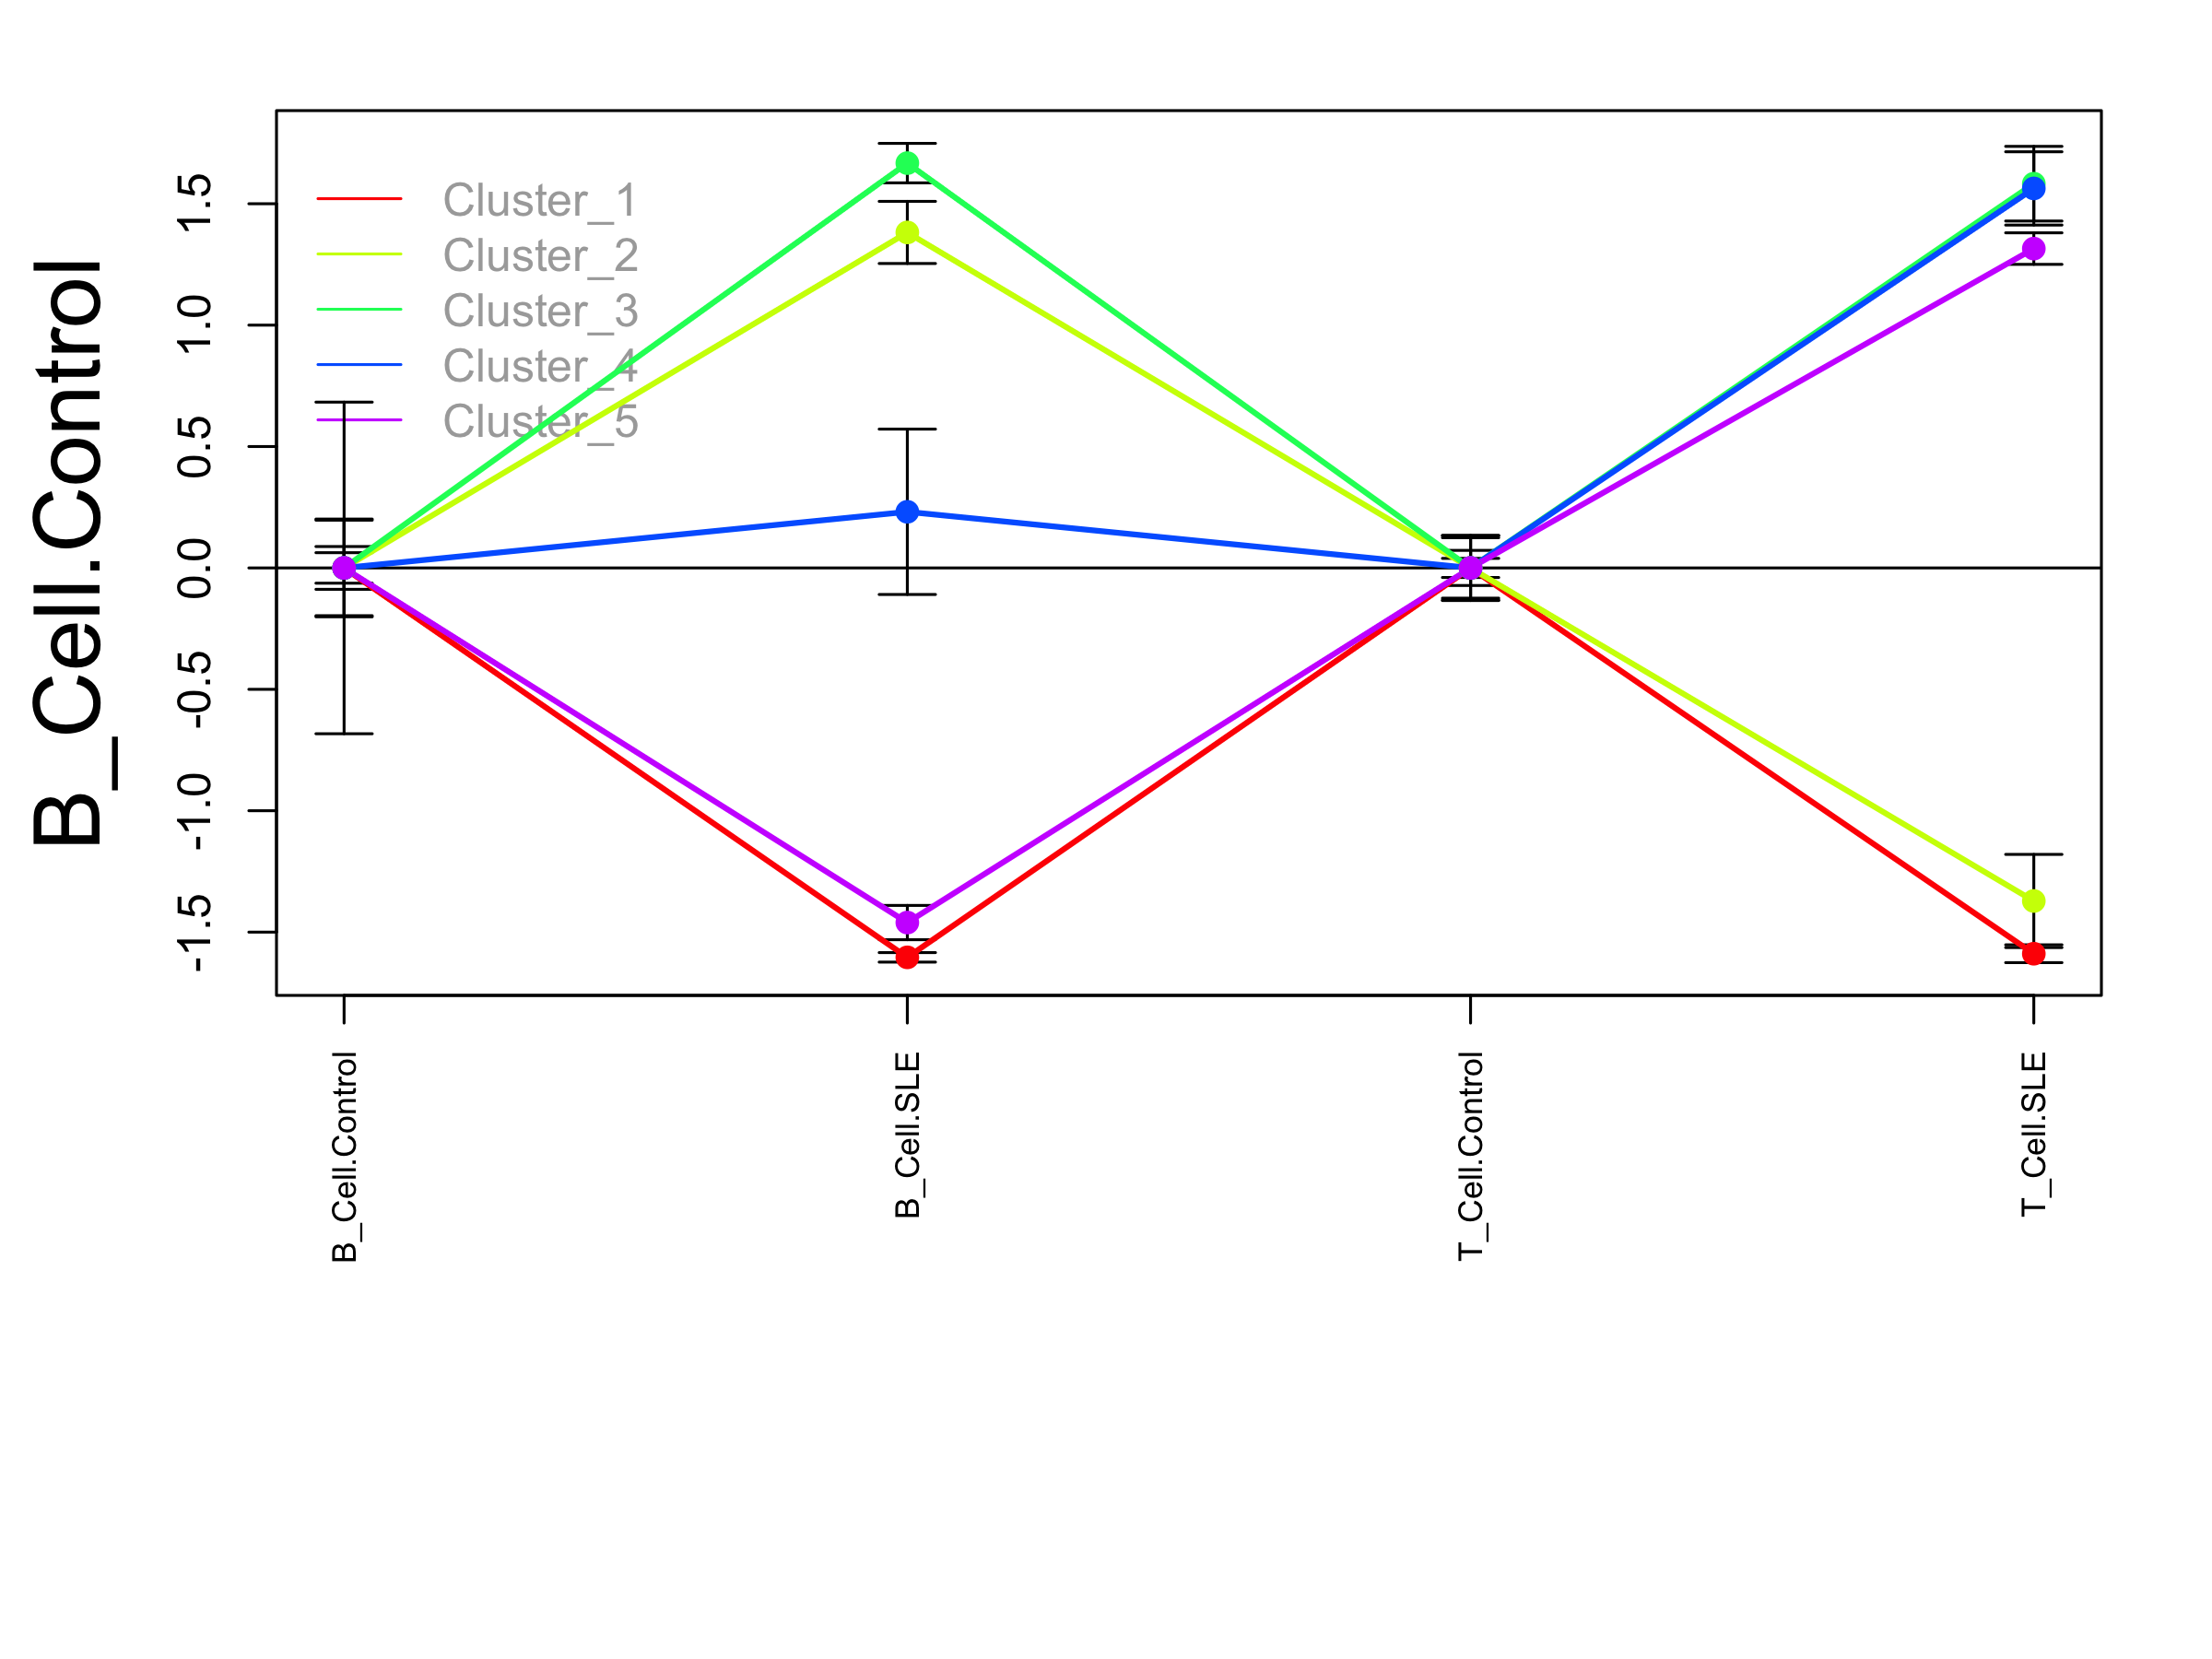 B_Cell.Control
1.5
1.0
0.5
0.0
-0.5
-1.0
-1.5
Cluster_1
Cluster_2
Cluster_3
Cluster_4
Cluster_5
B_Cell.Control
B_Cell.SLE
T_Cell.Control
T_Cell.SLE